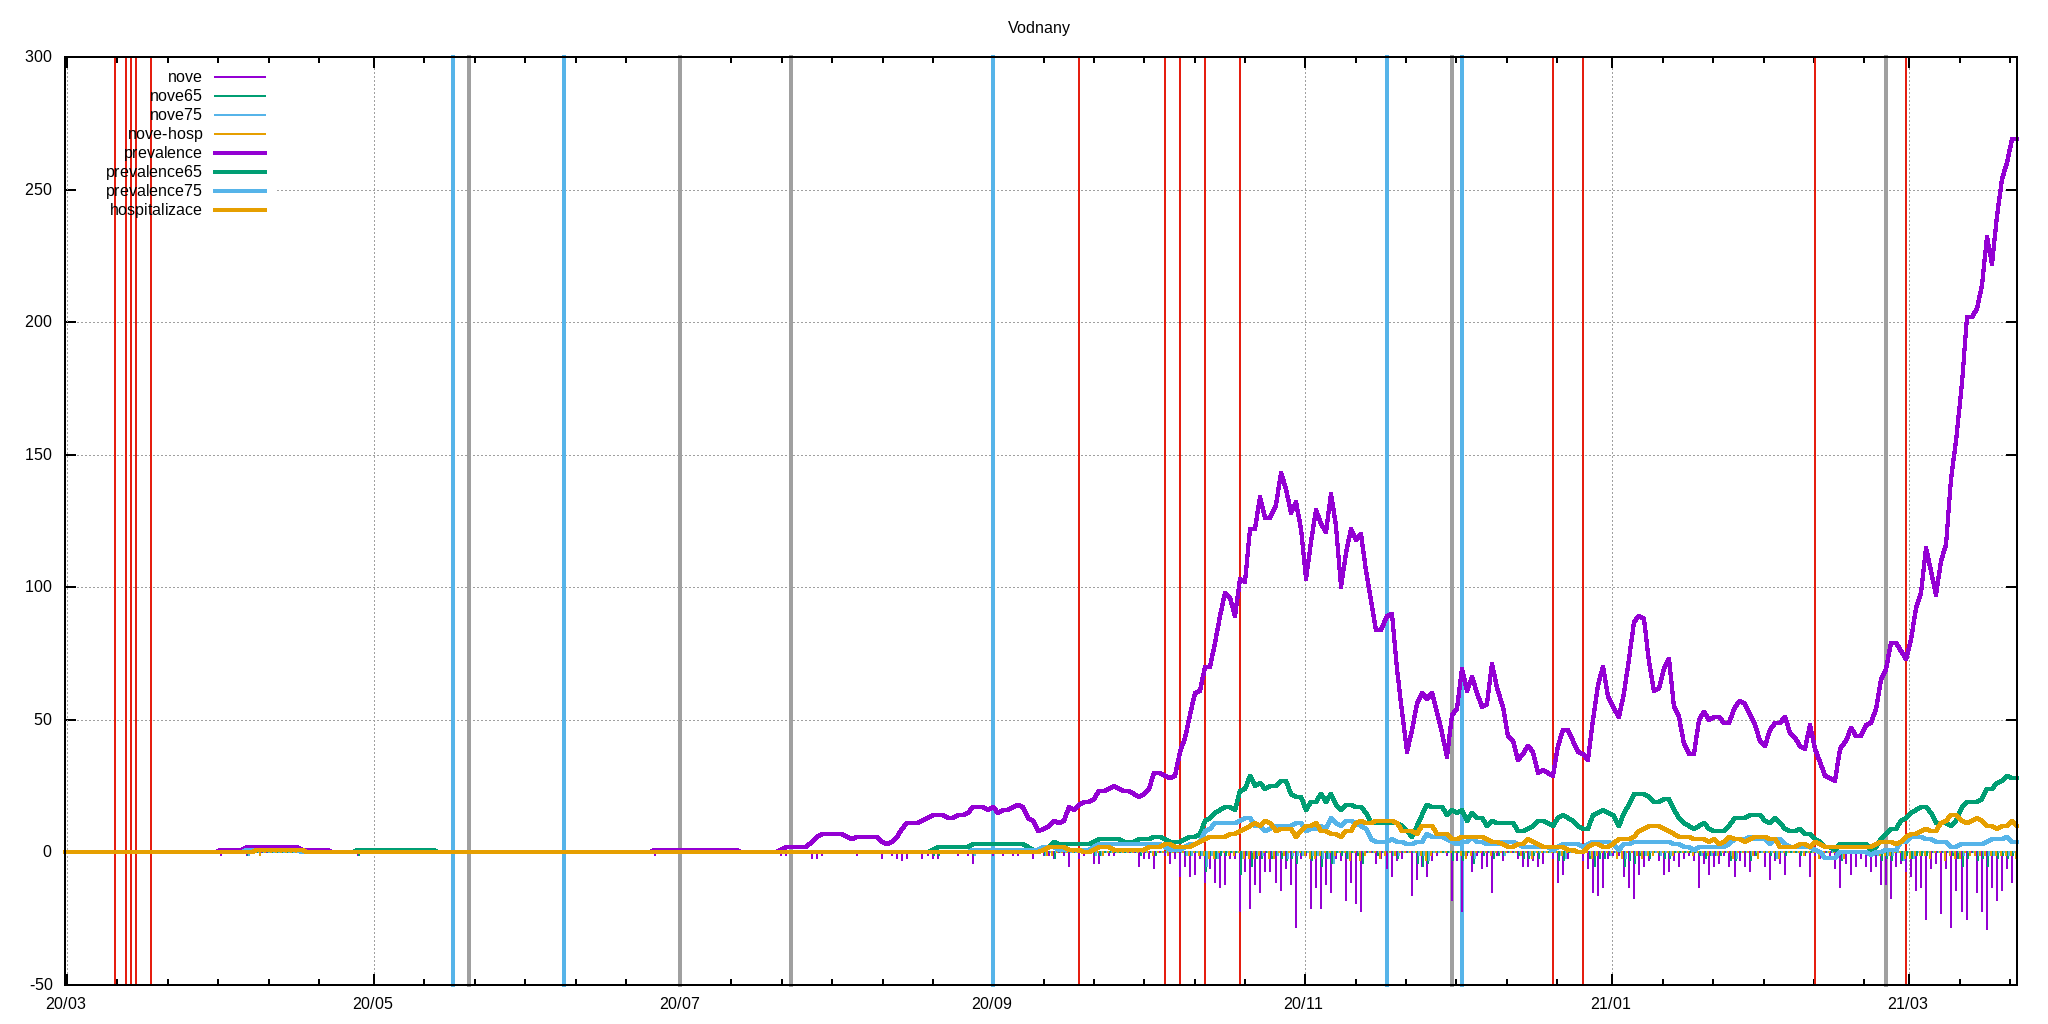 Vodnany
300
250
200
150
100
50
0
-50
nove
nove65
nove75
nove-hosp
prevalence
prevalence65
prevalence75
hospitalizace
20/03 20/05 20/07 20/09 20/11 21/01 21/03